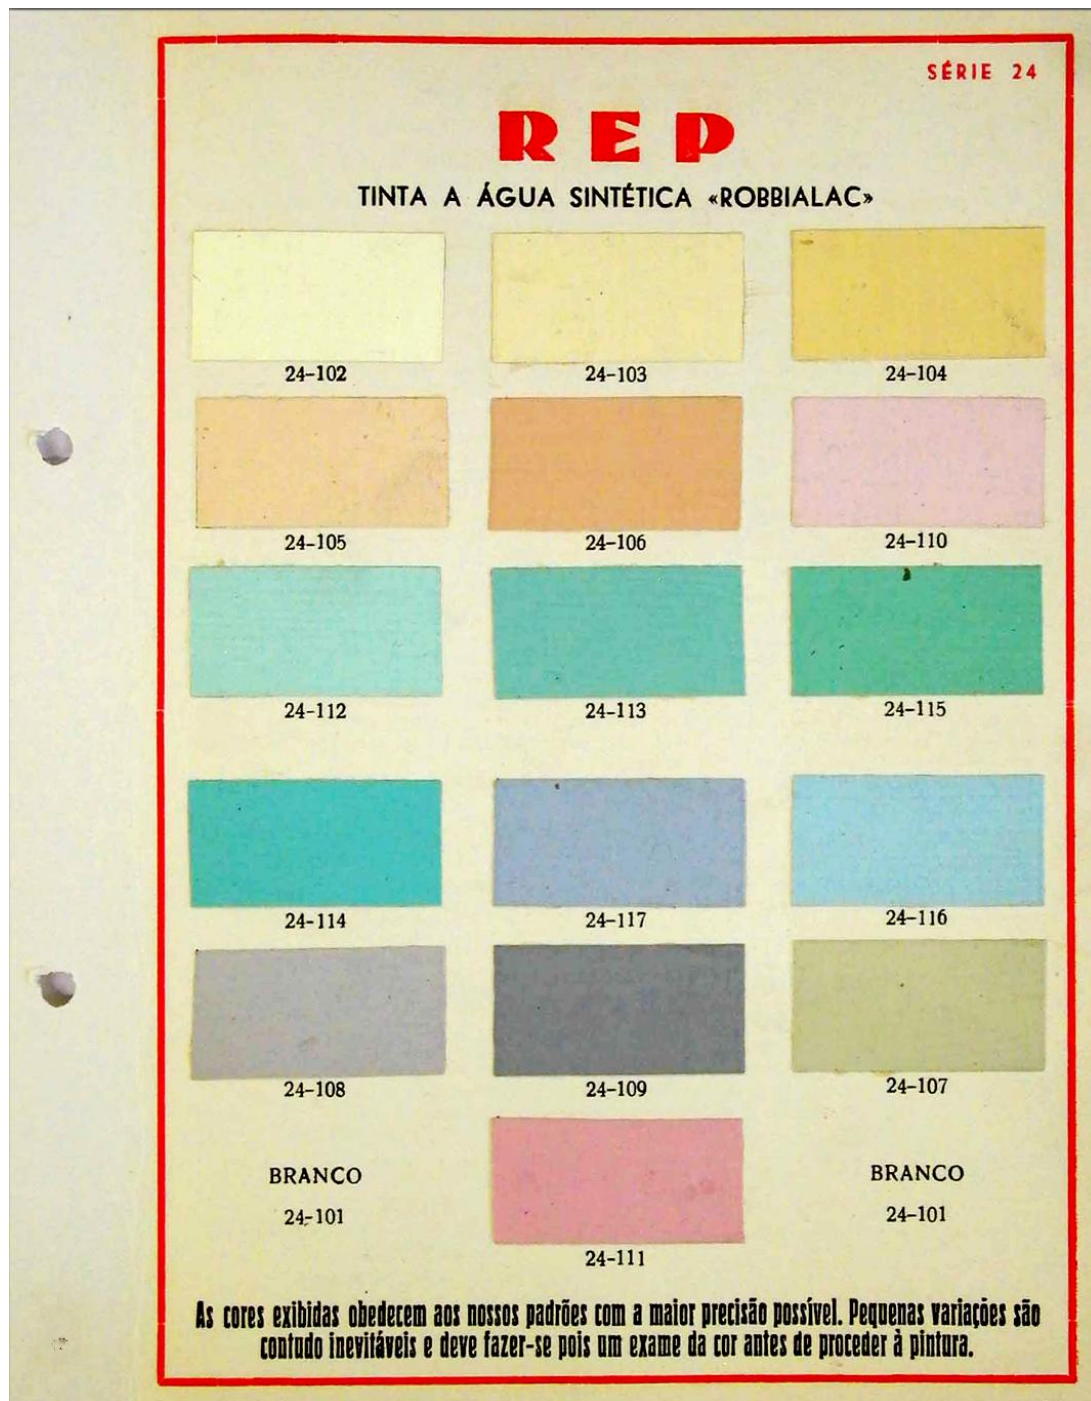 SÉRIE 24
REP
TINTA A ÁGUA SINTÉTICA «ROBBIALAC»
24-102
24-103
24-104
24-105
24-106
24-110
24-112
24-113
24-115
24-114
24-117
24-116
24-108
24-109
24-107
BRANCO
24-101
BRANCO
24-101
24-111
As cores exibidas obedecem aos nossos padrões com a maior precisão possível. Pequenas variações são
contudo inevitáveis e deve fazer-se pois um exame da cor antes de proceder à pintura.